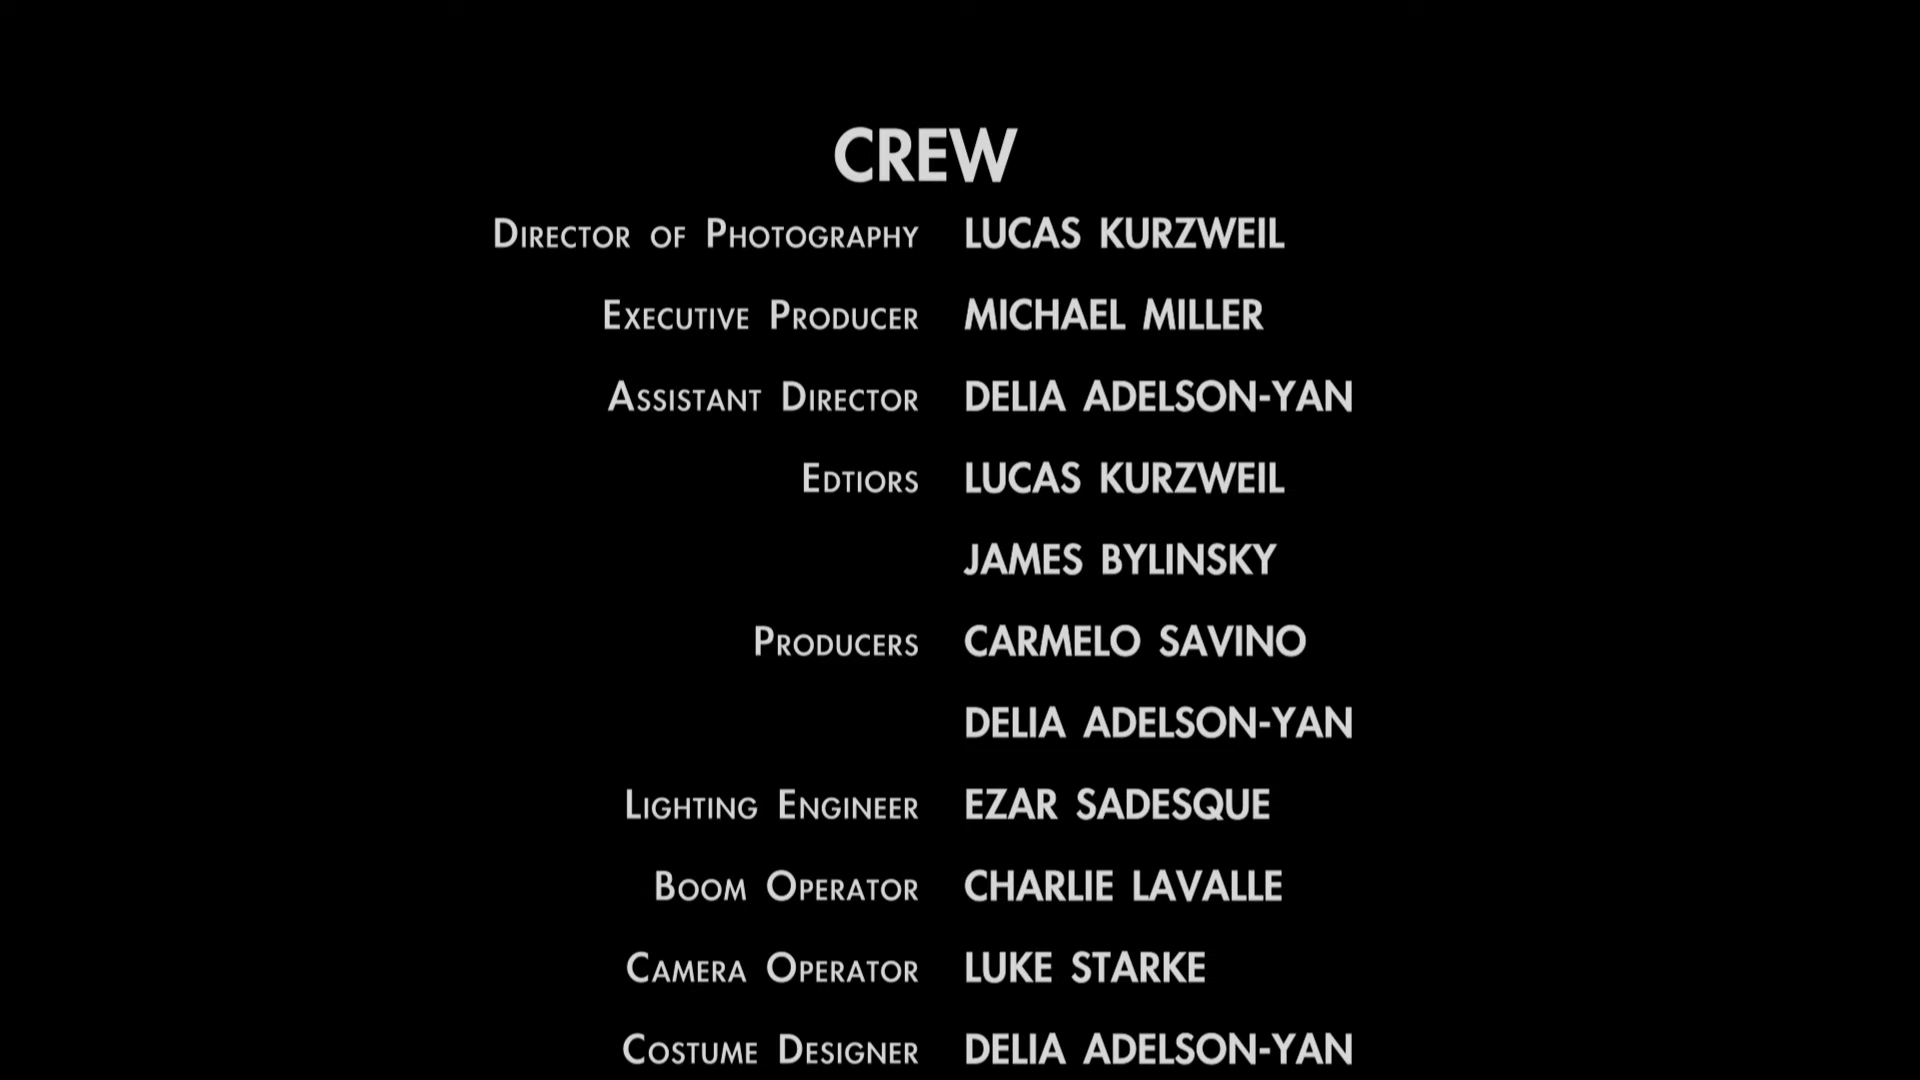 CREW
Director of Photography LUCAS KURZWEIL
Executive Producer MICHAEL MILLER
Assistant Director DELIA ADELSON-YAN
Edtiors LUCAS KURZWEIL
JAMES BYLINSKY
Producers CARMELO SAVINO
DELIA ADELSON-YAN
Lighting Engineer EZAR SADESQUE
Boom Operator CHARLIE LAVALLE
Camera Operator LUKE STARKE
Costume Designer DELIA ADELSON-YAN